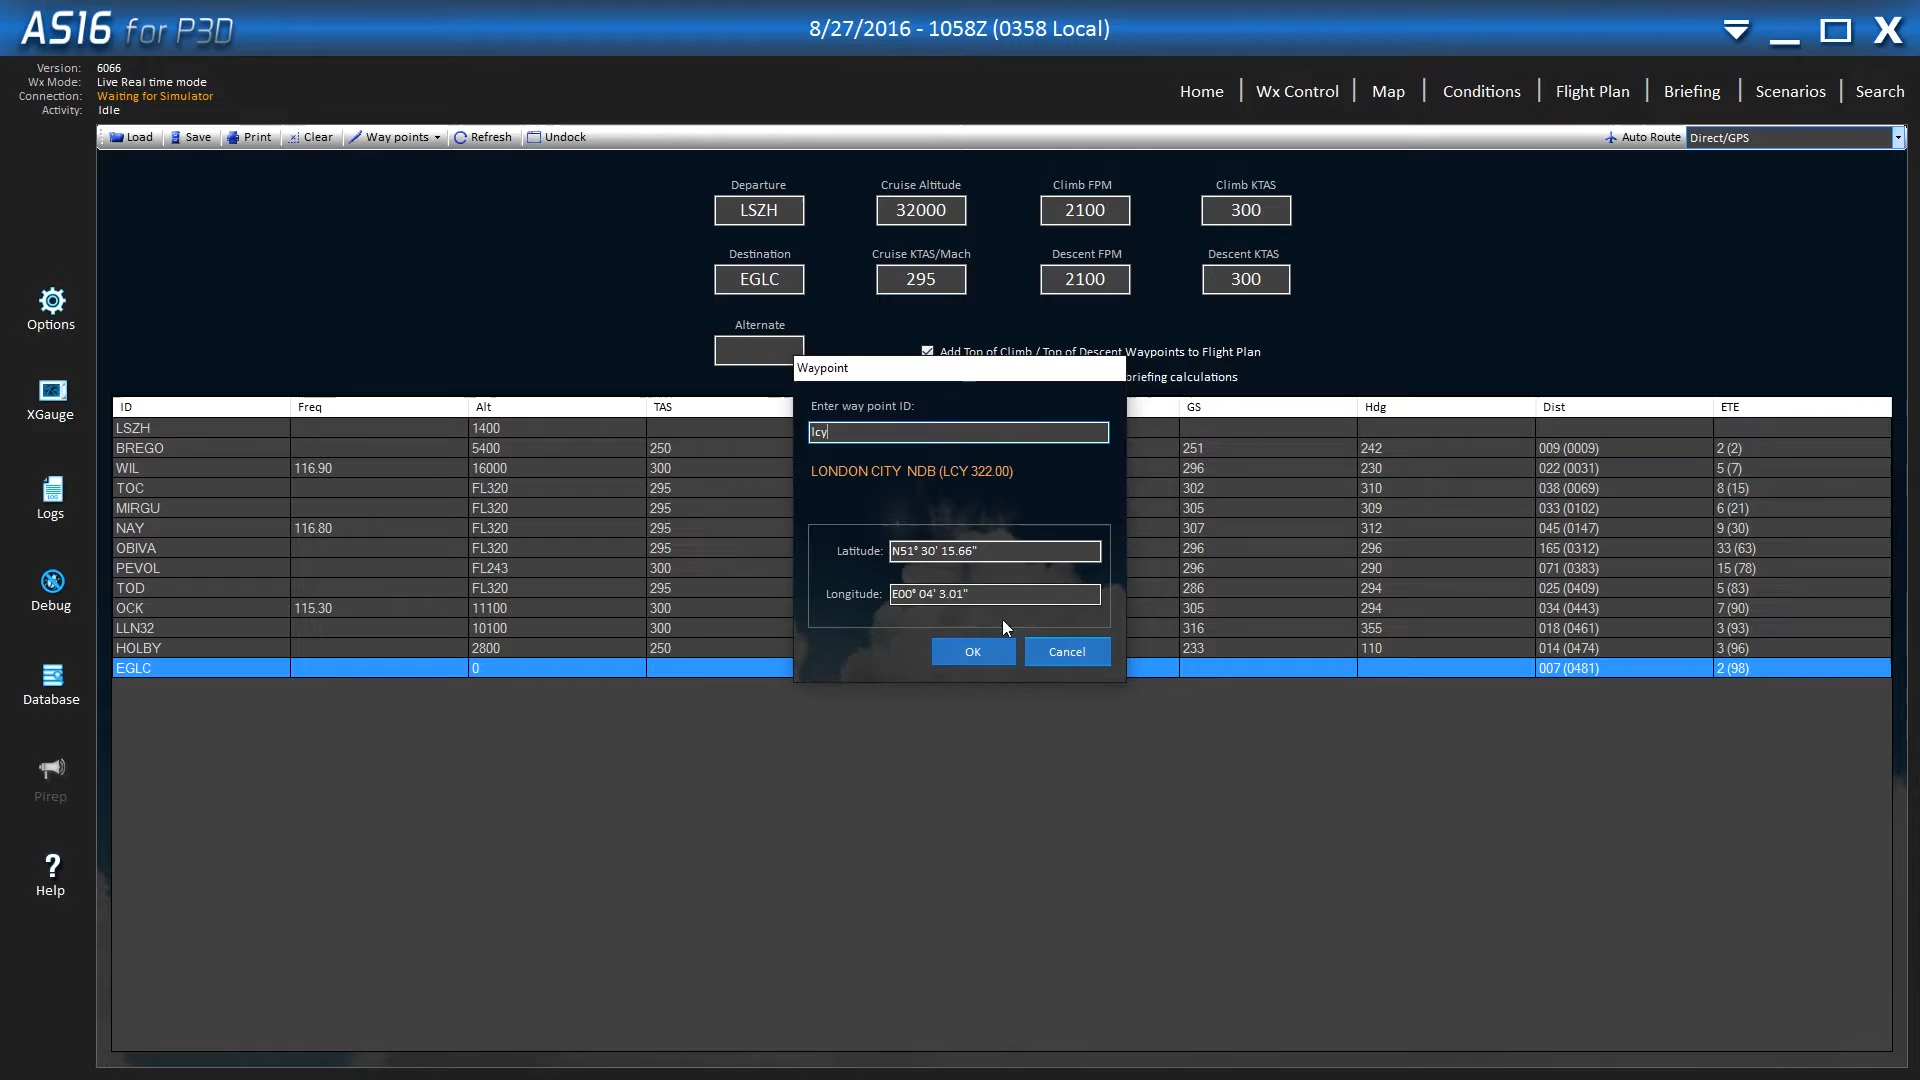 AS16 for P3D
8/27/2016 - 1058Z (0358 Local)
Version: 6066
Wx Mode: Live Real time mode
Connection: Waiting for Simulator
Activity: Idle
Home Wx Control Map Conditions Flight Plan Briefing Scenarios Search
Load Save Print Clear Way points Refresh Undock Auto Route Direct/GPS
Departure Cruise Altitude Climb FPM Climb KTAS
LSZH 32000 2100 300
Destination Cruise KTAS/Mach Descent FPM Descent KTAS
EGLC 295 2100 300
Alternate
Add Top of Climb / Top of Descent Waypoints to Flight Plan
briefing calculations
Options
XGauge
Logs
Debug
Database
Pirep
Help
ID Freq Alt TAS GS Hdg Dist ETE
LSZH 1400
BREGO 5400 250 251 242 009 (0009) 2 (2)
WIL 116.90 16000 300 296 230 022 (0031) 5 (7)
TOC FL320 295 302 310 038 (0069) 8 (15)
MIRGU FL320 295 305 309 033 (0102) 6 (21)
NAY 116.80 FL320 295 307 312 045 (0147) 9 (30)
OBIVA FL320 295 296 296 165 (0312) 33 (63)
PEVOL FL243 300 296 290 071 (0383) 15 (78)
TOD FL320 295 286 294 025 (0409) 5 (83)
OCK 115.30 11100 300 305 294 034 (0443) 7 (90)
LLN32 10100 300 316 355 018 (0461) 3 (93)
HOLBY 2800 250 233 110 014 (0474) 3 (96)
EGLC 0 007 (0481) 2 (98)
Waypoint
Enter way point ID:
lcy
LONDON CITY NDB (LCY 322.00)
Latitude: N51° 30' 15.66"
Longitude: E00° 04' 3.01"
OK Cancel